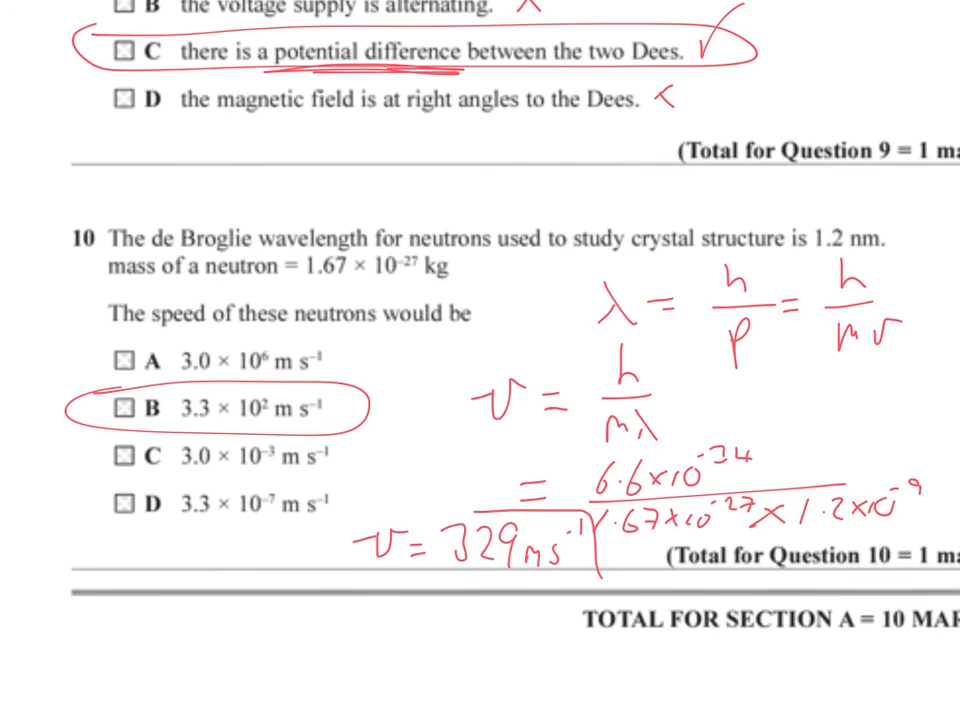 B the voltage supply is alternating. ×
C there is a potential difference between the two Dees. ✓
D the magnetic field is at right angles to the Dees. ×
(Total for Question 9 = 1 ma
10 The de Broglie wavelength for neutrons used to study crystal structure is 1.2 nm.
mass of a neutron = 1.67 × 10⁻²⁷ kg
The speed of these neutrons would be
λ = h/p = h/mv
A 3.0 × 10⁶ m s⁻¹
B 3.3 × 10² m s⁻¹
v = h/mλ
C 3.0 × 10⁻³ m s⁻¹
= 6.6×10⁻³⁴ / 1.67×10⁻²⁷ × 1.2×10⁻⁹
D 3.3 × 10⁻⁷ m s⁻¹
v = 329ms⁻¹
(Total for Question 10 = 1 ma
TOTAL FOR SECTION A = 10 MAR